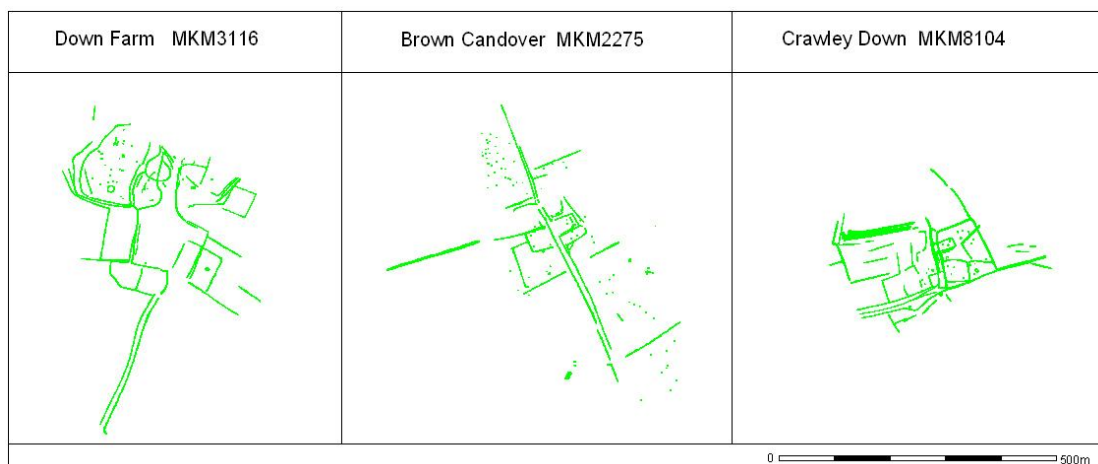 Down Farm MKM3116
Brown Candover MKM2275
Crawley Down MKM8104
0 500m